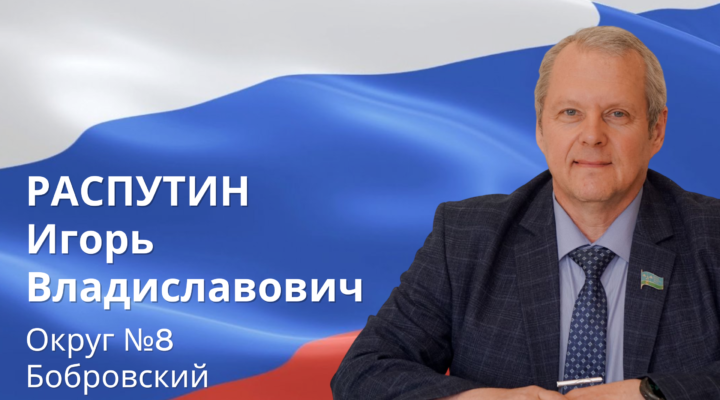 РАСПУТИН
Игорь
Владиславович
Округ №8
Бобровский